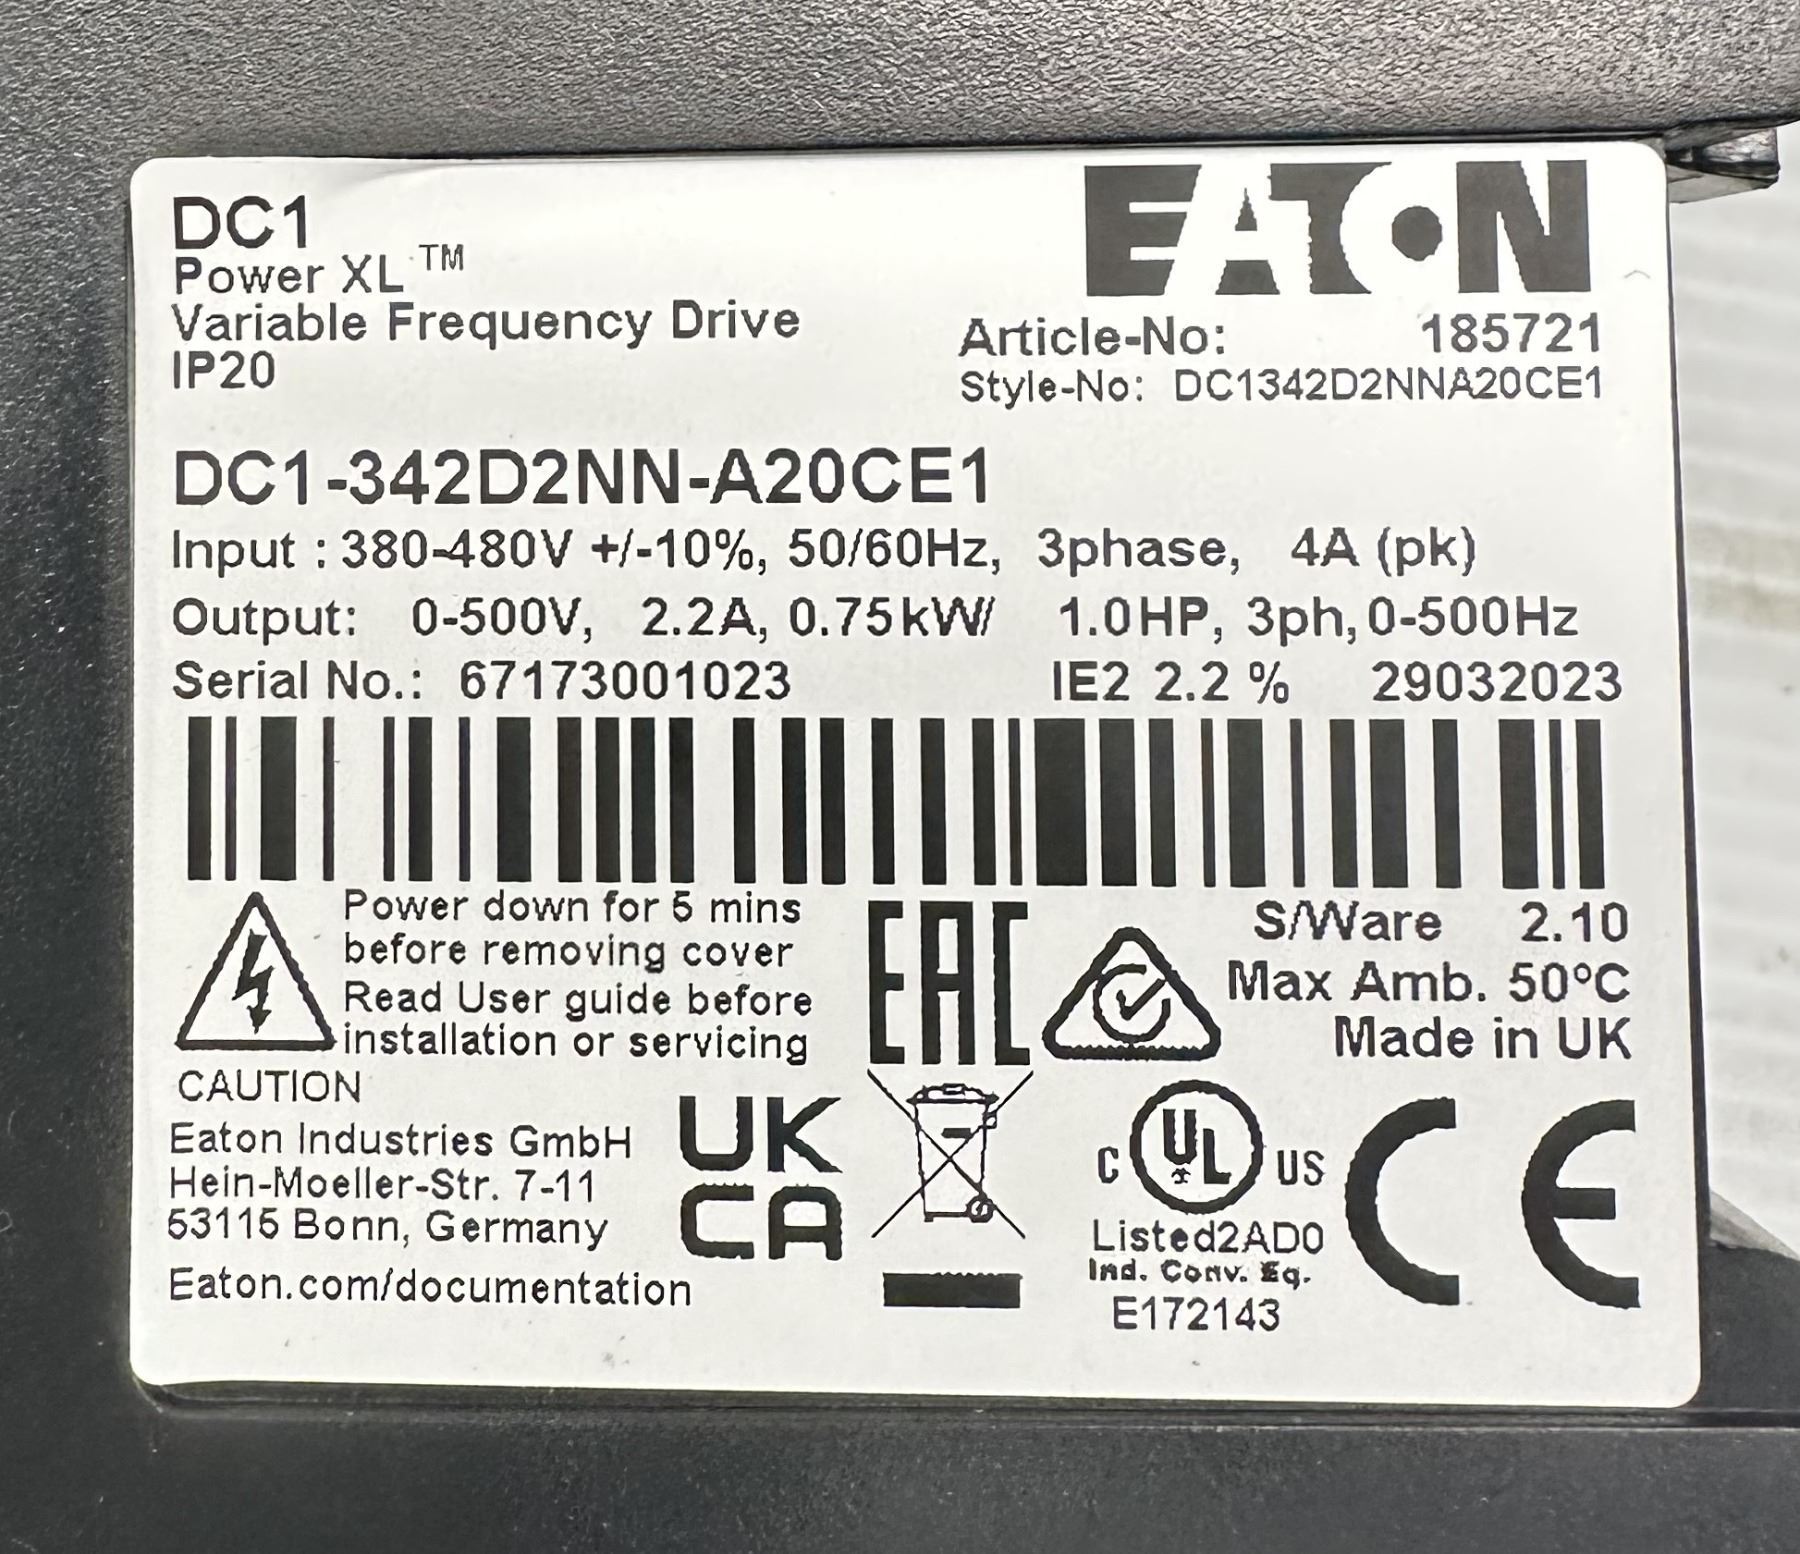 DC1
Power XL™
Variable Frequency Drive
IP20
EATON
Article-No: 185721
Style-No: DC1342D2NNA20CE1
DC1-342D2NN-A20CE1
Input : 380-480V +/-10%, 50/60Hz, 3phase, 4A (pk)
Output: 0-500V, 2.2A, 0.75kW/ 1.0HP, 3ph, 0-500Hz
Serial No.: 67173001023 IE2 2.2 % 29032023
Power down for 5 mins
before removing cover
Read User guide before
installation or servicing
CAUTION
EAC
S/Ware 2.10
Max Amb. 50°C
Made in UK
Eaton Industries GmbH
Hein-Moeller-Str. 7-11
53115 Bonn, Germany
Eaton.com/documentation
UK
CA
C UL US
Listed2AD0
Ind. Conv. Eq.
E172143
CE